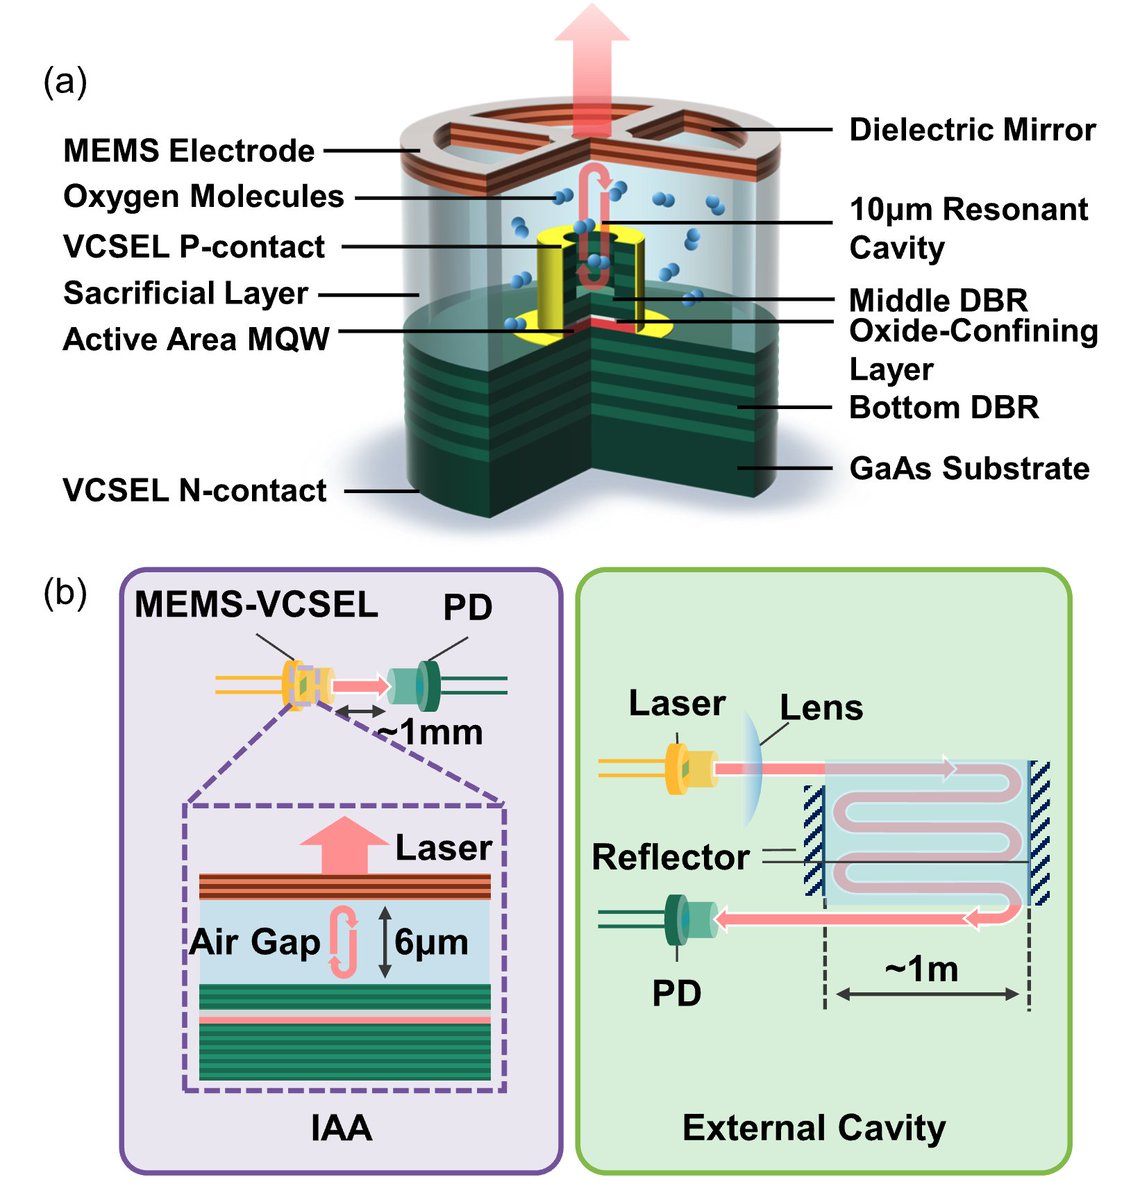 (a)
MEMS Electrode
Oxygen Molecules
VCSEL P-contact
Sacrificial Layer
Active Area MQW
VCSEL N-contact
Dielectric Mirror
10μm Resonant
Cavity
Middle DBR
Oxide-Confining
Layer
Bottom DBR
GaAs Substrate
(b)
MEMS-VCSEL
PD
~1mm
Laser
Air Gap
6μm
IAA
Laser
Lens
Reflector
PD
~1m
External Cavity